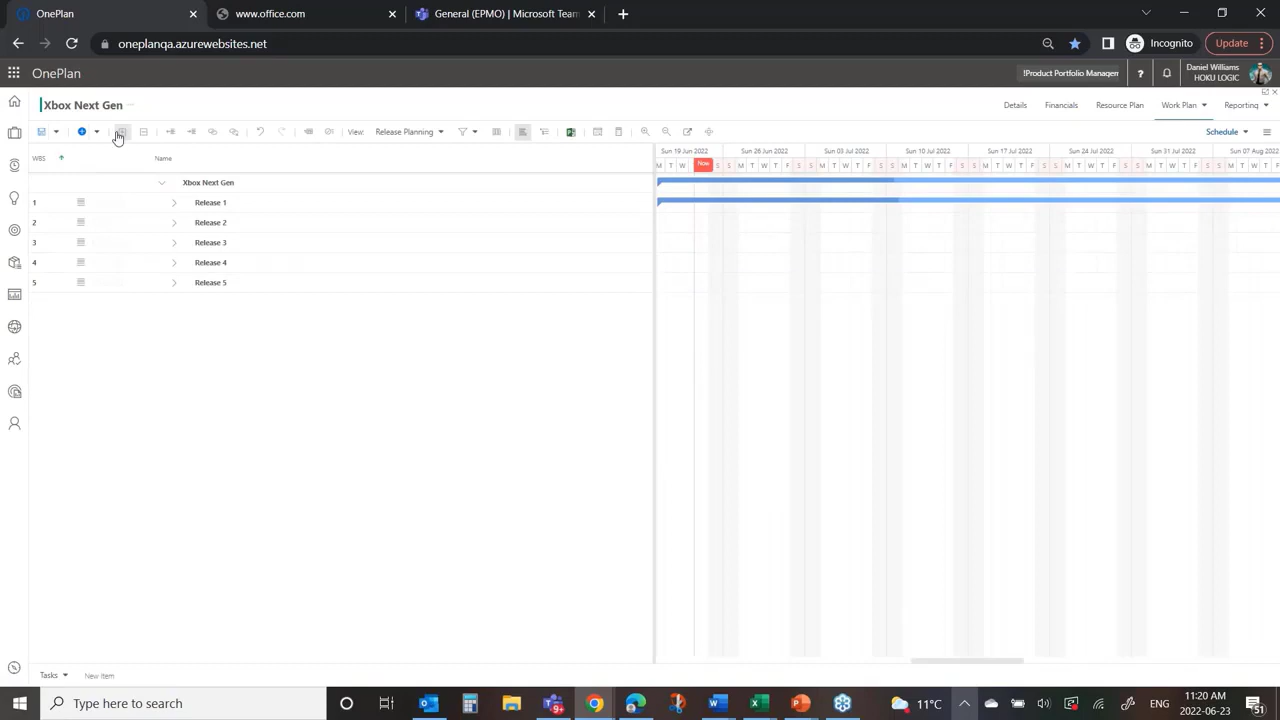 OnePlan
www.office.com
General (EPMO) | Microsoft Team
oneplanqa.azurewebsites.net
Incognito
Update
OnePlan
!Product Portfolio Managem
?
Daniel Williams
HOKU LOGIC
Xbox Next Gen
Details
Financials
Resource Plan
Work Plan
Reporting
View:
Release Planning
Schedule
WBS
Name
Sun 19 Jun 2022
Sun 26 Jun 2022
Sun 03 Jul 2022
Sun 10 Jul 2022
Sun 17 Jul 2022
Sun 24 Jul 2022
Sun 31 Jul 2022
Sun 07 Aug 2022
M T W Now S S M T W T F S S M T W T F S S M T W T F S S M T W T F S S M T W T F S S M T W T F S S M T W T F
Xbox Next Gen
1 Release 1
2 Release 2
3 Release 3
4 Release 4
5 Release 5
Tasks
New item
Type here to search
11°C
ENG
11:20 AM
2022-06-23
51